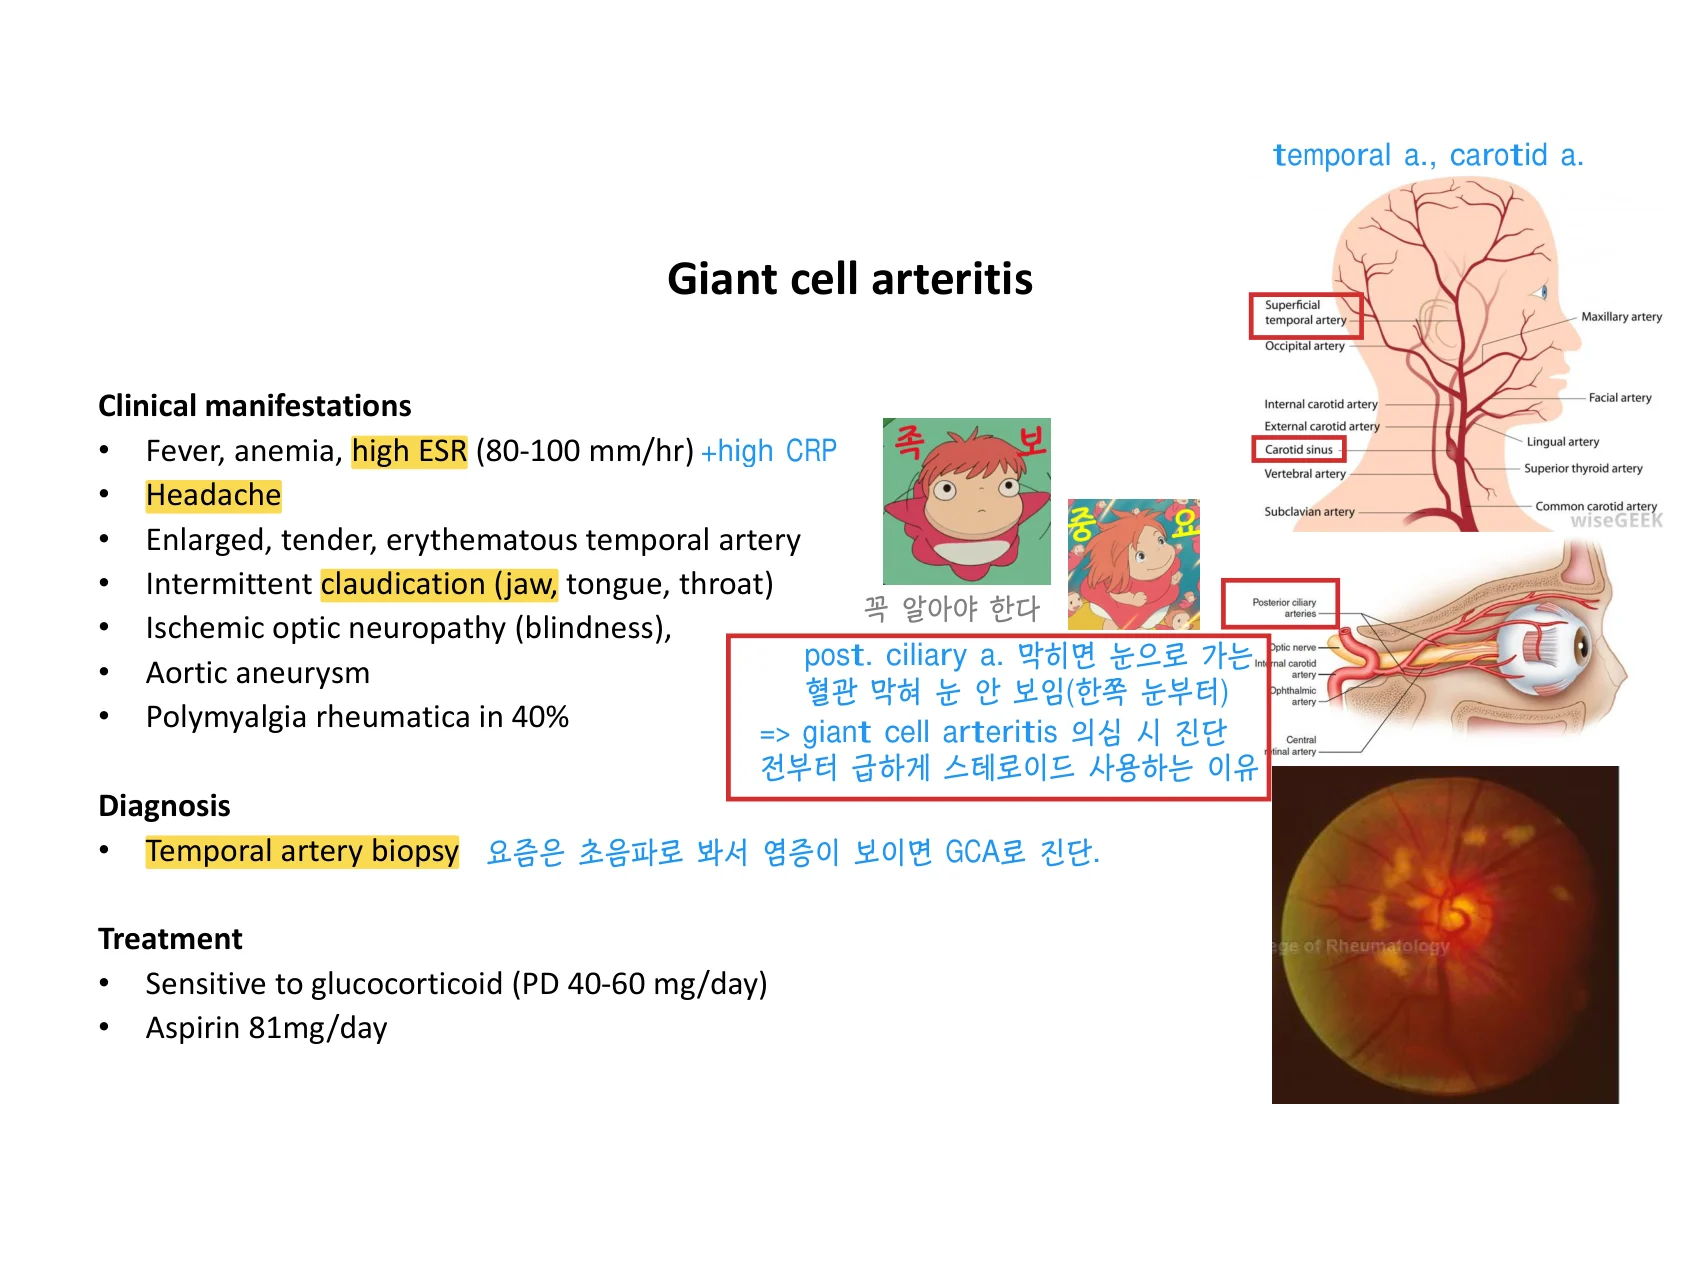 temporal a., carotid a.
Giant cell arteritis
Clinical manifestations
• Fever, anemia, high ESR (80-100 mm/hr) +high CRP
• Headache
• Enlarged, tender, erythematous temporal artery
• Intermittent claudication (jaw, tongue, throat)
• Ischemic optic neuropathy (blindness),
• Aortic aneurysm
• Polymyalgia rheumatica in 40%
족 보
중 요
꼭 알아야 한다
post. ciliary a. 막히면 눈으로 가는
혈관 막혀 눈 안 보임(한쪽 눈부터)
=> giant cell arteritis 의심 시 진단
전부터 급하게 스테로이드 사용하는 이유
Diagnosis
• Temporal artery biopsy 요즘은 초음파로 봐서 염증이 보이면 GCA로 진단.
Treatment
• Sensitive to glucocorticoid (PD 40-60 mg/day)
• Aspirin 81mg/day
Superficial
temporal artery
Occipital artery
Internal carotid artery
External carotid artery
Carotid sinus
Vertebral artery
Subclavian artery
Maxillary artery
Facial artery
Lingual artery
Superior thyroid artery
Common carotid artery
wiseGEEK
Posterior ciliary
arteries
Optic nerve
Internal carotid
artery
Ophthalmic
artery
Central
tinal artery
ege of Rheumatology